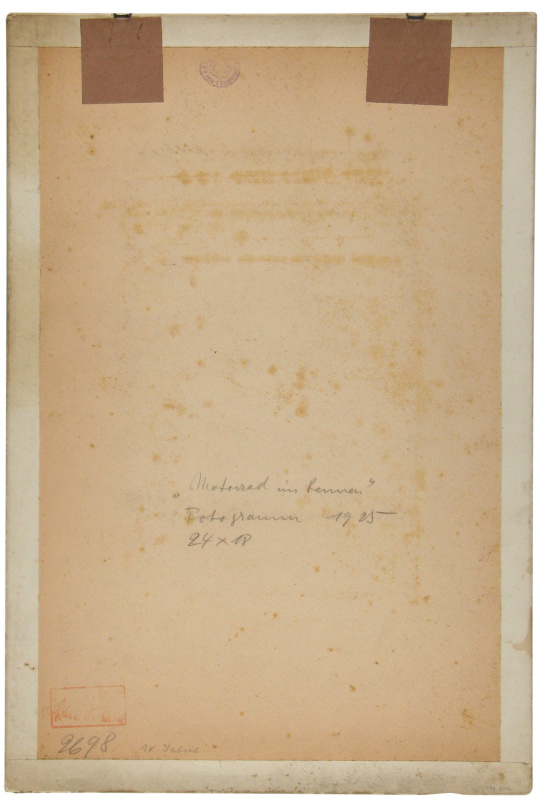 „Motorrad im Rennen"
Fotogramm 1925
24 x 18
2698